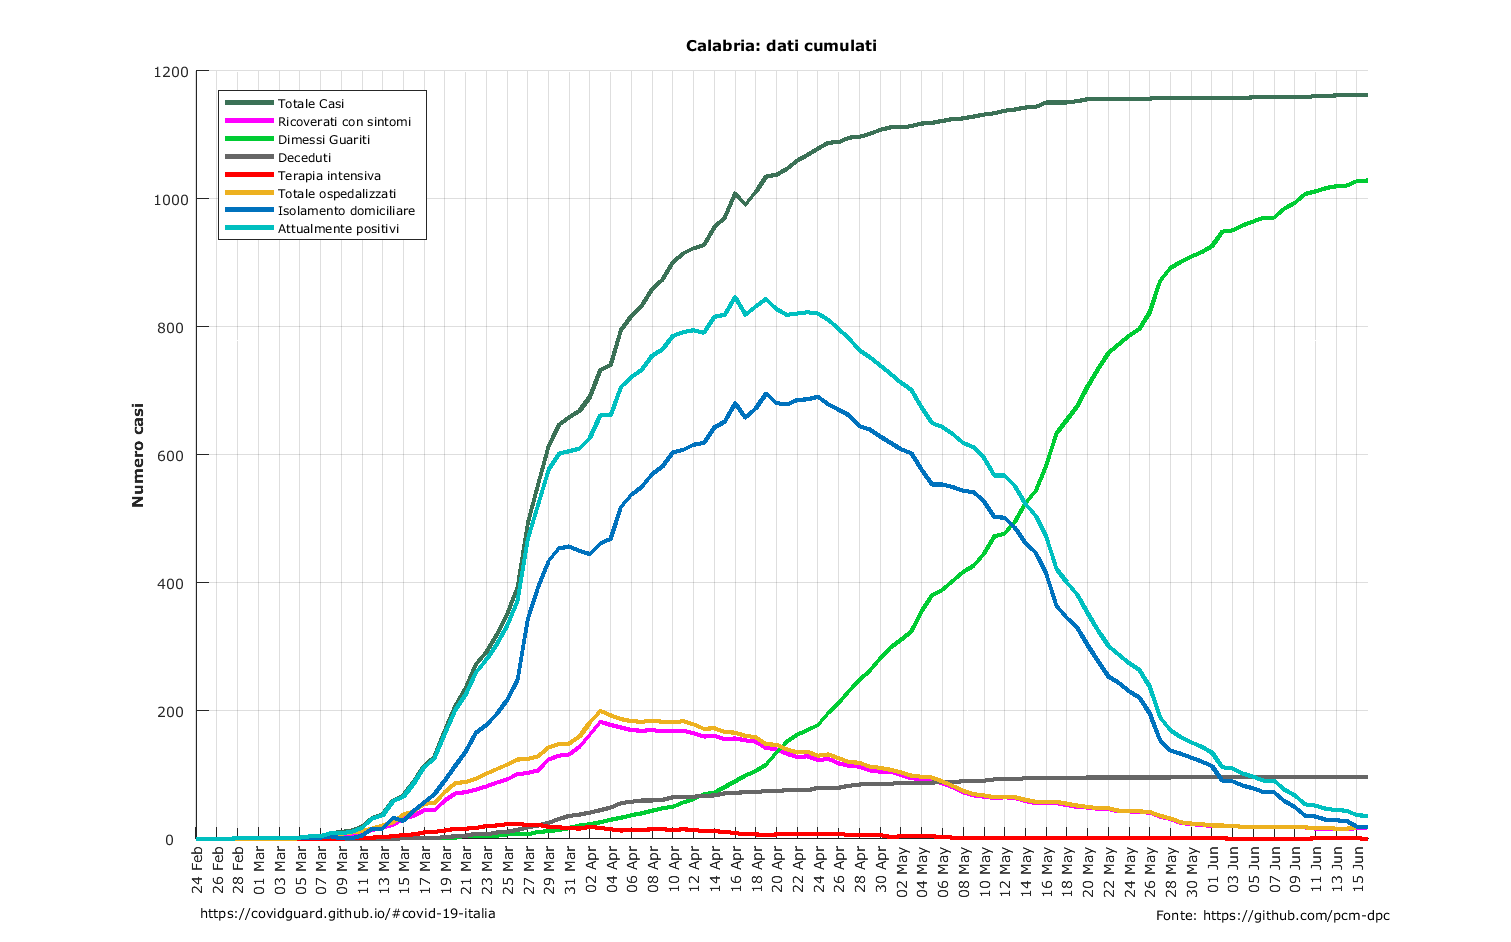 Calabria: dati cumulati
1200
1000
800
600
400
200
0
Numero casi
Totale Casi
Ricoverati con sintomi
Dimessi Guariti
Deceduti
Terapia intensiva
Totale ospedalizzati
Isolamento domiciliare
Attualmente positivi
24 Feb
26 Feb
28 Feb
01 Mar
03 Mar
05 Mar
07 Mar
09 Mar
11 Mar
13 Mar
15 Mar
17 Mar
19 Mar
21 Mar
23 Mar
25 Mar
27 Mar
29 Mar
31 Mar
02 Apr
04 Apr
06 Apr
08 Apr
10 Apr
12 Apr
14 Apr
16 Apr
18 Apr
20 Apr
22 Apr
24 Apr
26 Apr
28 Apr
30 Apr
02 May
04 May
06 May
08 May
10 May
12 May
14 May
16 May
18 May
20 May
22 May
24 May
26 May
28 May
30 May
01 Jun
03 Jun
05 Jun
07 Jun
09 Jun
11 Jun
13 Jun
15 Jun
https://covidguard.github.io/#covid-19-italia
Fonte: https://github.com/pcm-dpc